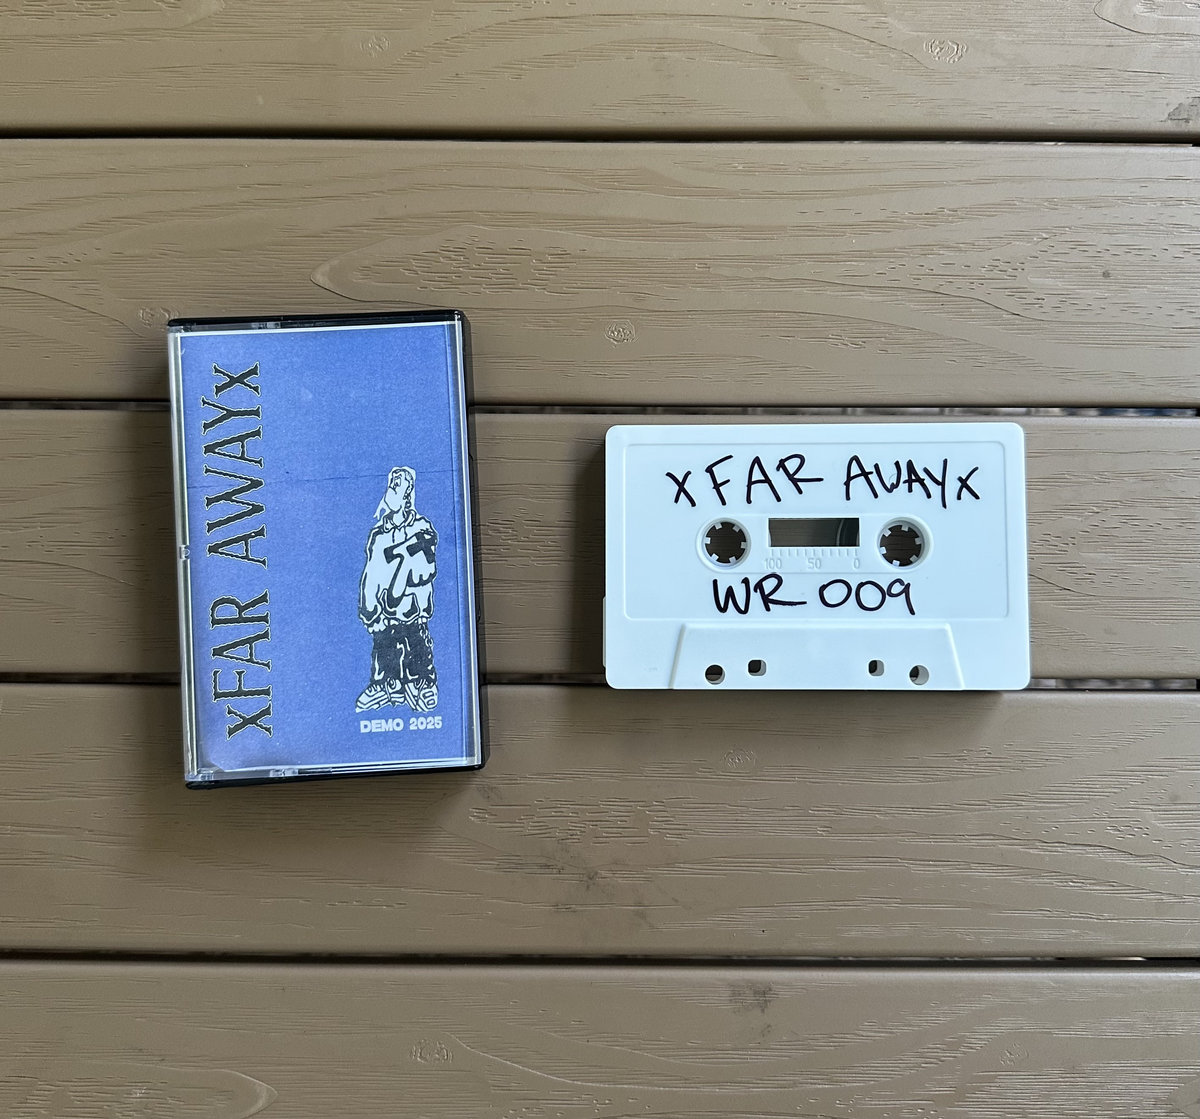 xFAR AWAYx
DEMO 2025
xFAR AWAYx
100 50 0
WR 009